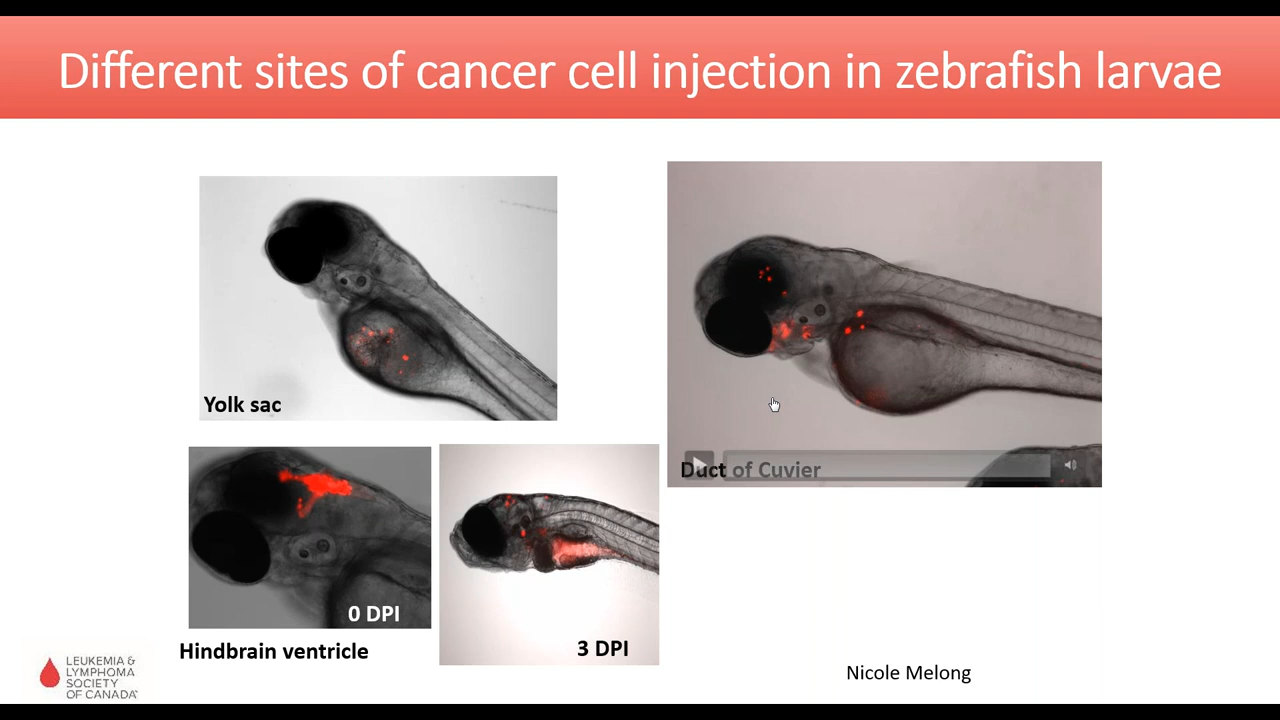 Different sites of cancer cell injection in zebrafish larvae
Yolk sac
Duct of Cuvier
0 DPI
Hindbrain ventricle
3 DPI
LEUKEMIA &
LYMPHOMA
SOCIETY
OF CANADA
Nicole Melong